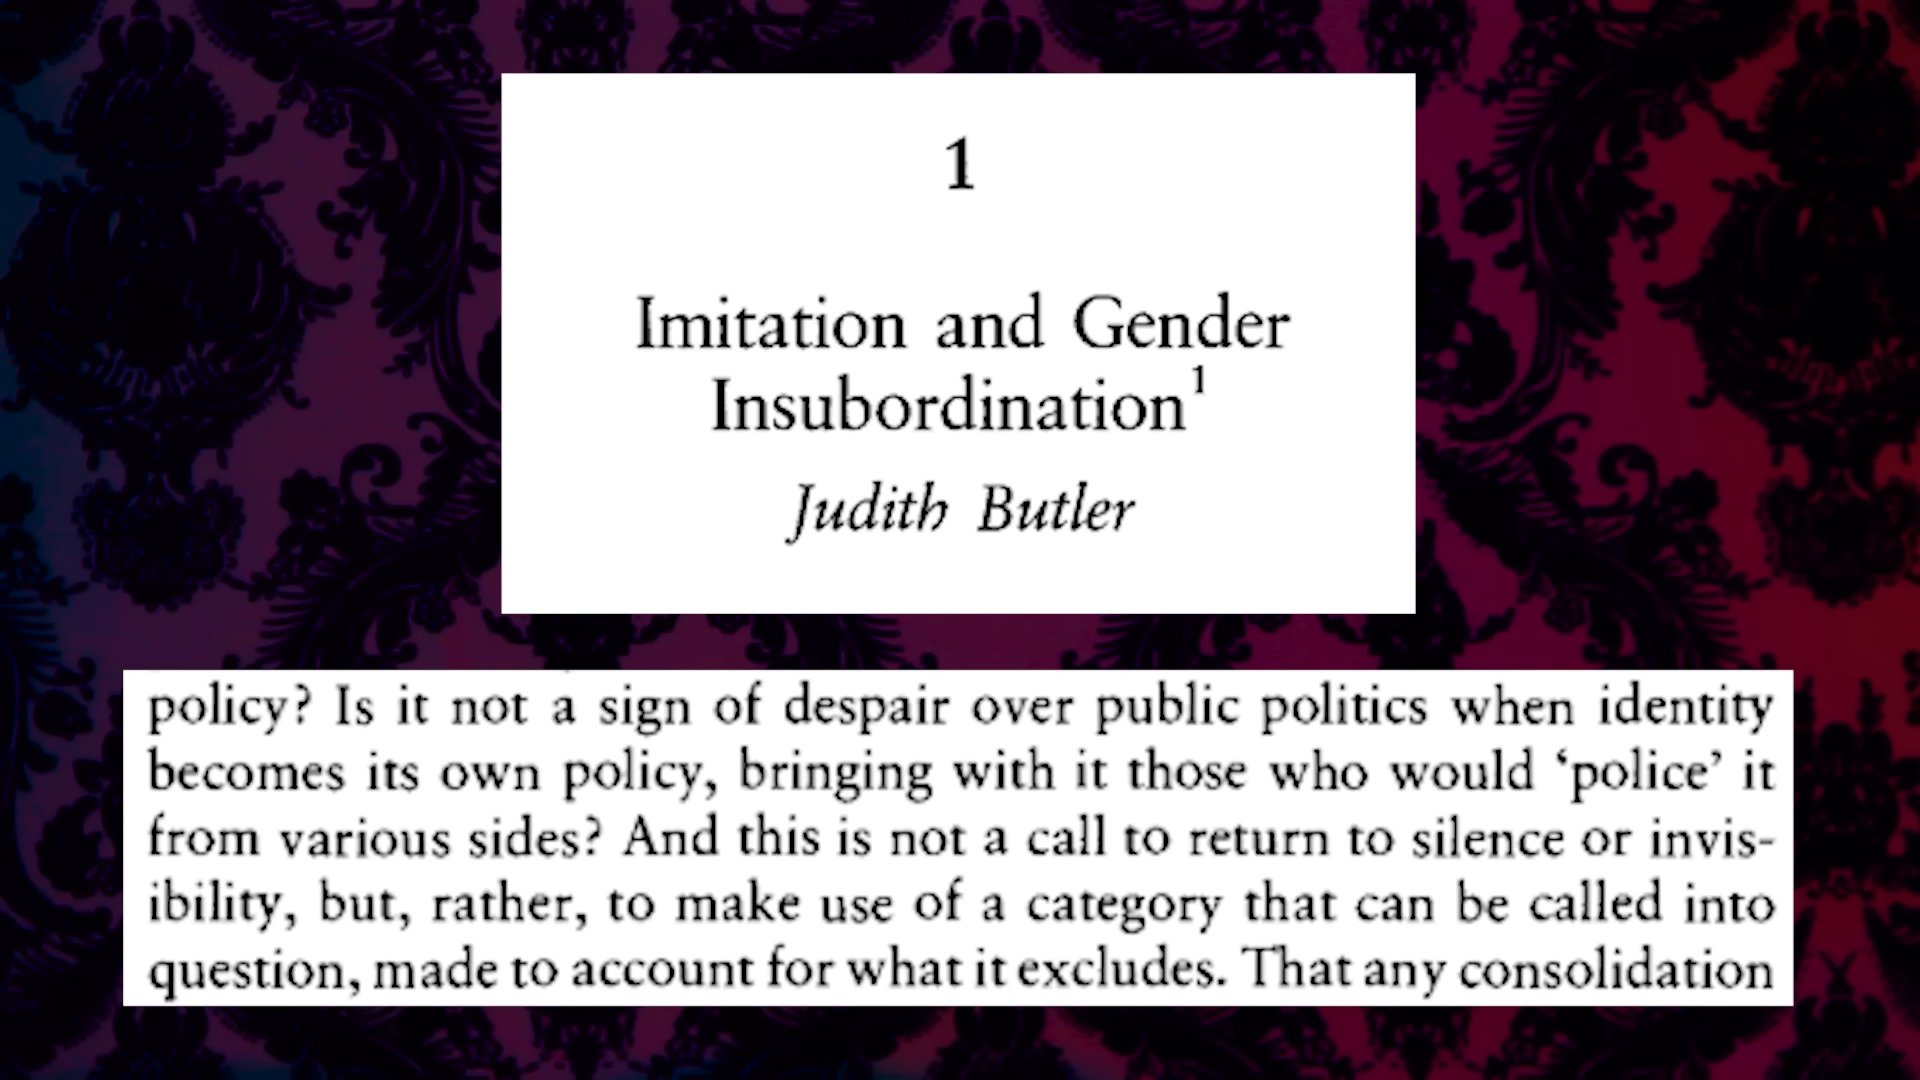 1
Imitation and Gender
Insubordination¹
Judith Butler
policy? Is it not a sign of despair over public politics when identity
becomes its own policy, bringing with it those who would ‘police’ it
from various sides? And this is not a call to return to silence or invis-
ibility, but, rather, to make use of a category that can be called into
question, made to account for what it excludes. That any consolidation